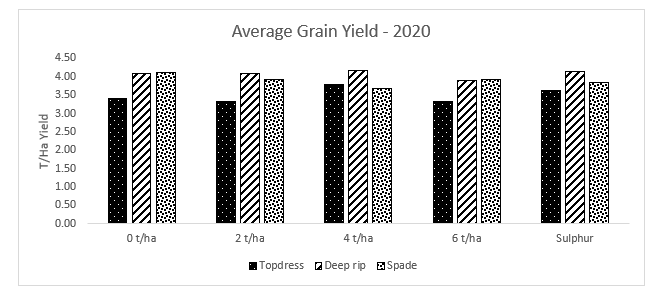 Average Grain Yield - 2020
T/Ha Yield
4.50
4.00
3.50
3.00
2.50
2.00
1.50
1.00
0.50
0.00
0 t/ha 2 t/ha 4 t/ha 6 t/ha Sulphur
Topdress Deep rip Spade